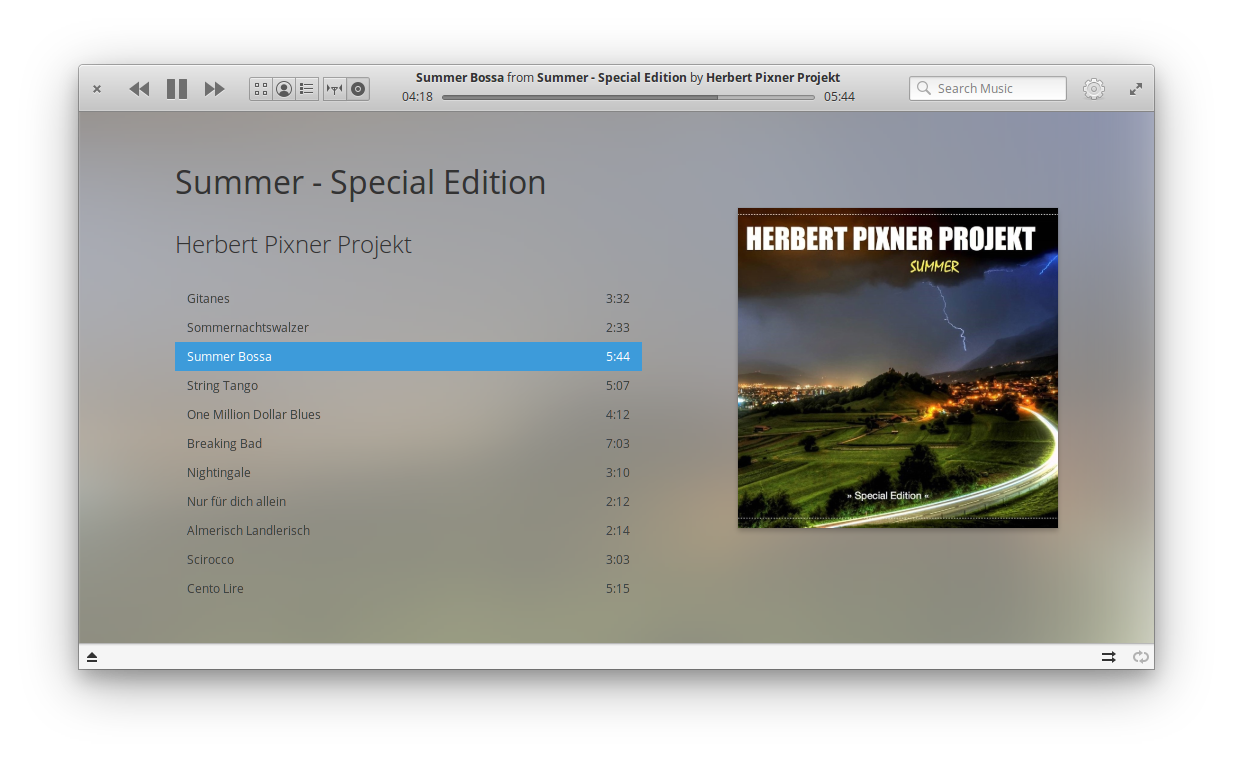 Summer Bossa from Summer - Special Edition by Herbert Pixner Projekt
04:18 05:44
Search Music
Summer - Special Edition
Herbert Pixner Projekt
Gitanes 3:32
Sommernachtswalzer 2:33
Summer Bossa 5:44
String Tango 5:07
One Million Dollar Blues 4:12
Breaking Bad 7:03
Nightingale 3:10
Nur für dich allein 2:12
Almerisch Landlerisch 2:14
Scirocco 3:03
Cento Lire 5:15
HERBERT PIXNER PROJEKT
SUMMER
» Special Edition «